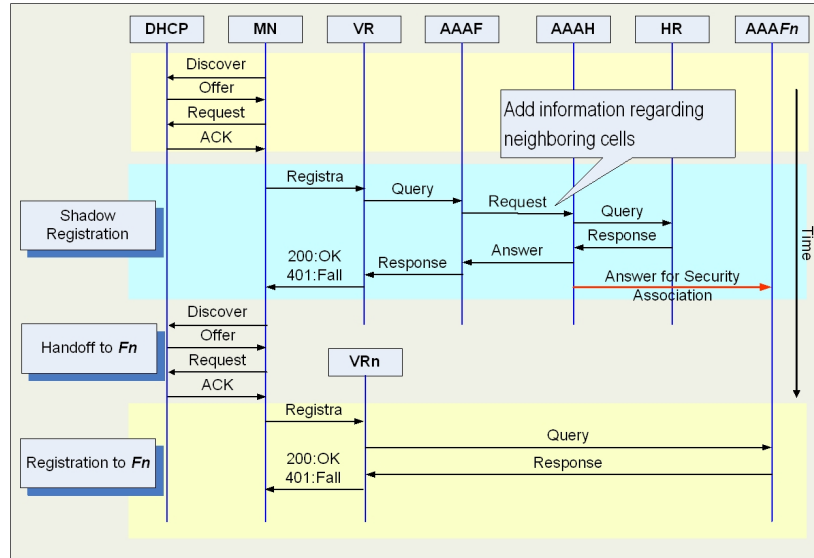 DHCP MN VR AAAF AAAH HR AAAFn
Discover
Offer
Request
ACK
Add information regarding
neighboring cells
Registra
Query
Request
Query
Response
Answer
Response
200:OK
401:Fall
Answer for Security
Association
Shadow
Registration
Time
Discover
Offer
Request
ACK
Handoff to Fn
VRn
Registra
Query
Response
200:OK
401:Fall
Registration to Fn